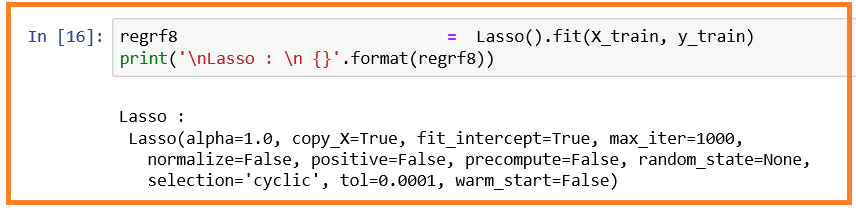 In [16]: regrf8 = Lasso().fit(X_train, y_train)
print('\nLasso : \n {}'.format(regrf8))
Lasso :
Lasso(alpha=1.0, copy_X=True, fit_intercept=True, max_iter=1000,
normalize=False, positive=False, precompute=False, random_state=None,
selection='cyclic', tol=0.0001, warm_start=False)